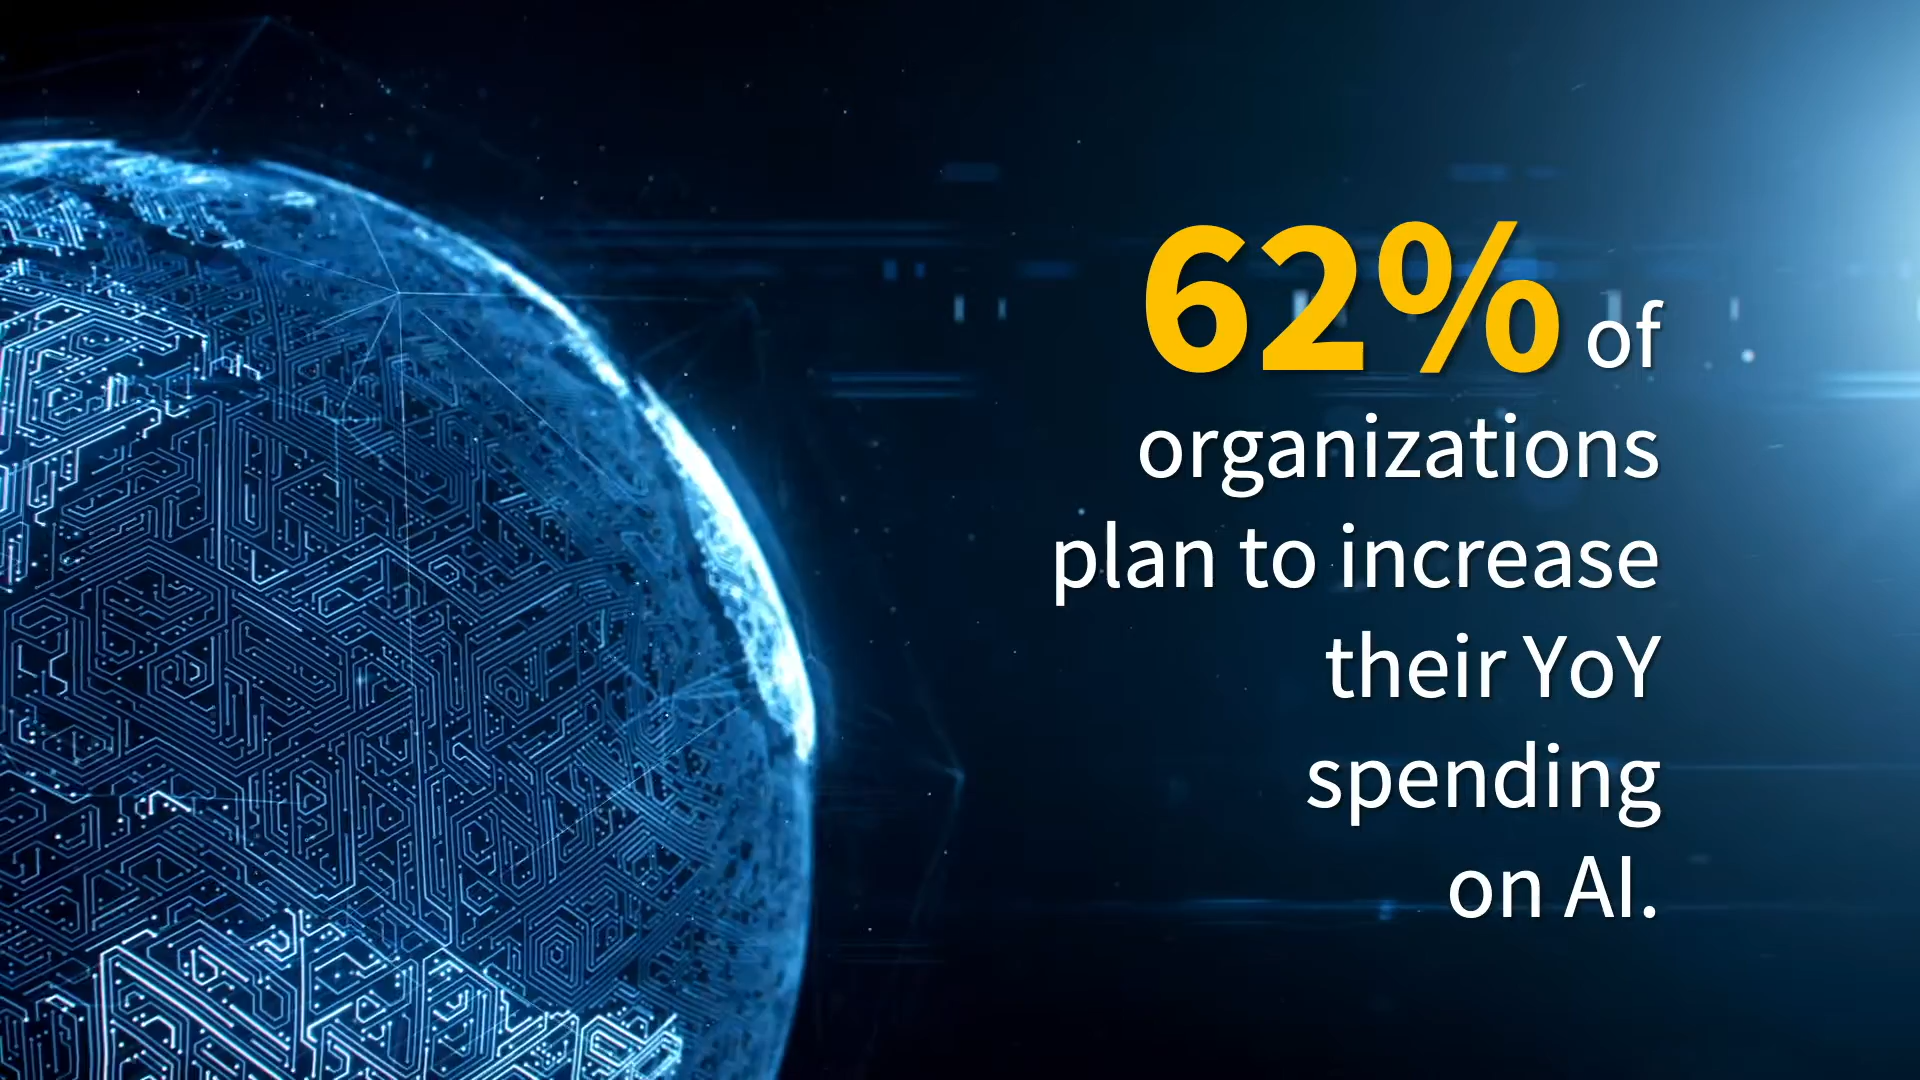 62% of
organizations
plan to increase
their YoY
spending
on AI.